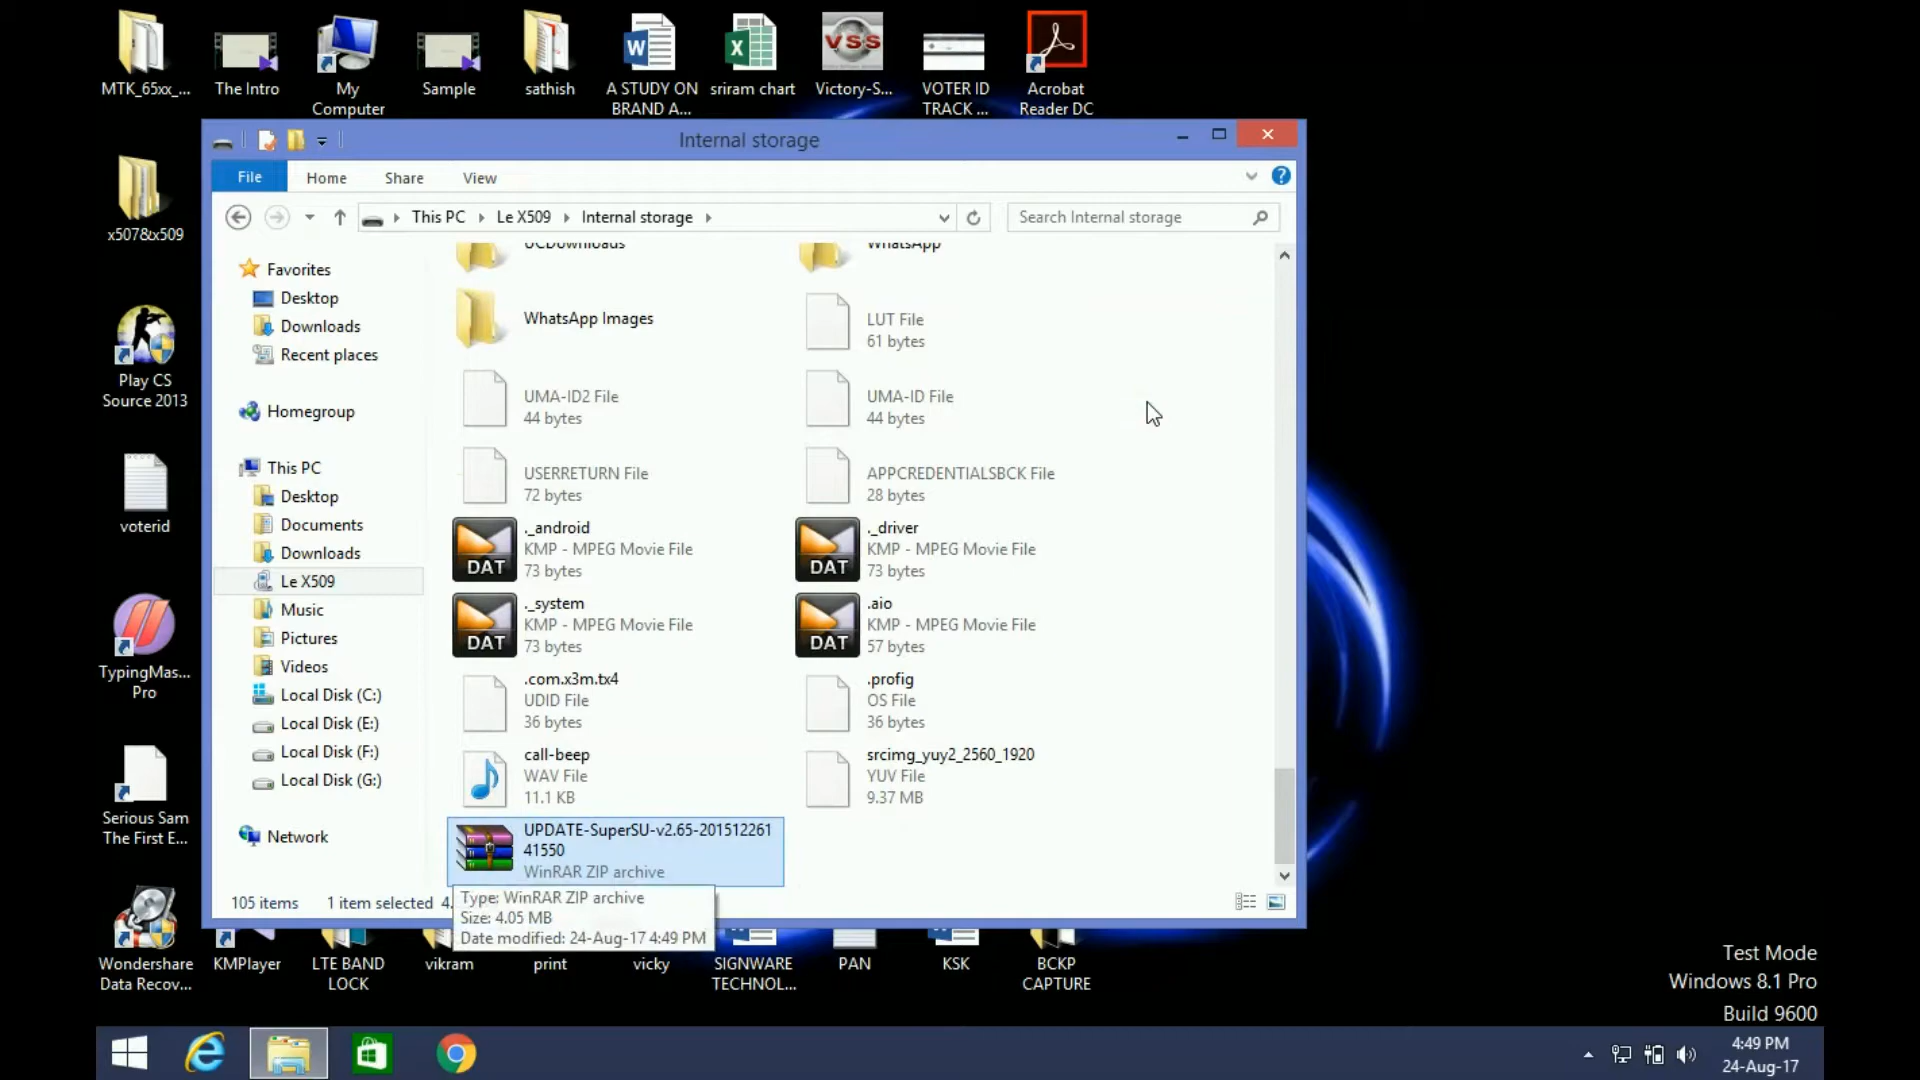 MTK_65xx_...
The Intro
My
Computer
Sample
sathish
W
A STUDY ON
BRAND A...
X
sriram chart
VSS
Victory-S...
VOTER ID
TRACK ...
Acrobat
Reader DC
x507&x509
Play CS
Source 2013
voterid
TypingMas...
Pro
Serious Sam
The First E...
Wondershare
Data Recov...
Internal storage
File
Home
Share
View
?
This PC
Le X509
Internal storage
Search Internal storage
Favorites
Desktop
Downloads
Recent places
Homegroup
This PC
Desktop
Documents
Downloads
Le X509
Music
Pictures
Videos
Local Disk (C:)
Local Disk (E:)
Local Disk (F:)
Local Disk (G:)
Network
UCDownloads
WhatsApp
WhatsApp Images
LUT File
61 bytes
UMA-ID2 File
44 bytes
UMA-ID File
44 bytes
USERRETURN File
72 bytes
APPCREDENTIALSBCK File
28 bytes
DAT
._android
KMP - MPEG Movie File
73 bytes
DAT
._driver
KMP - MPEG Movie File
73 bytes
DAT
._system
KMP - MPEG Movie File
73 bytes
DAT
.aio
KMP - MPEG Movie File
57 bytes
.com.x3m.tx4
UDID File
36 bytes
.profig
OS File
36 bytes
call-beep
WAV File
11.1 KB
srcimg_yuy2_2560_1920
YUV File
9.37 MB
UPDATE-SuperSU-v2.65-201512261
41550
WinRAR ZIP archive
105 items
1 item selected 4.
Type: WinRAR ZIP archive
Size: 4.05 MB
Date modified: 24-Aug-17 4:49 PM
KMPlayer
LTE BAND
LOCK
vikram
print
vicky
SIGNWARE
TECHNOL...
PAN
KSK
BCKP
CAPTURE
Test Mode
Windows 8.1 Pro
Build 9600
4:49 PM
24-Aug-17